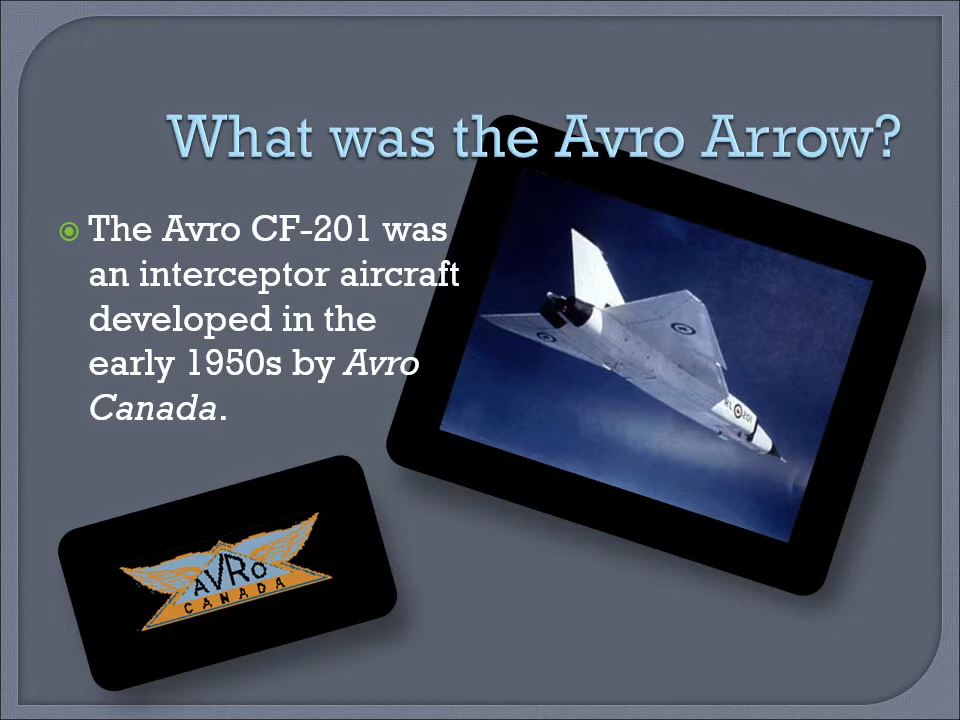 What was the Avro Arrow?
The Avro CF-201 was
an interceptor aircraft
developed in the
early 1950s by Avro
Canada.
AVRO
CANADA